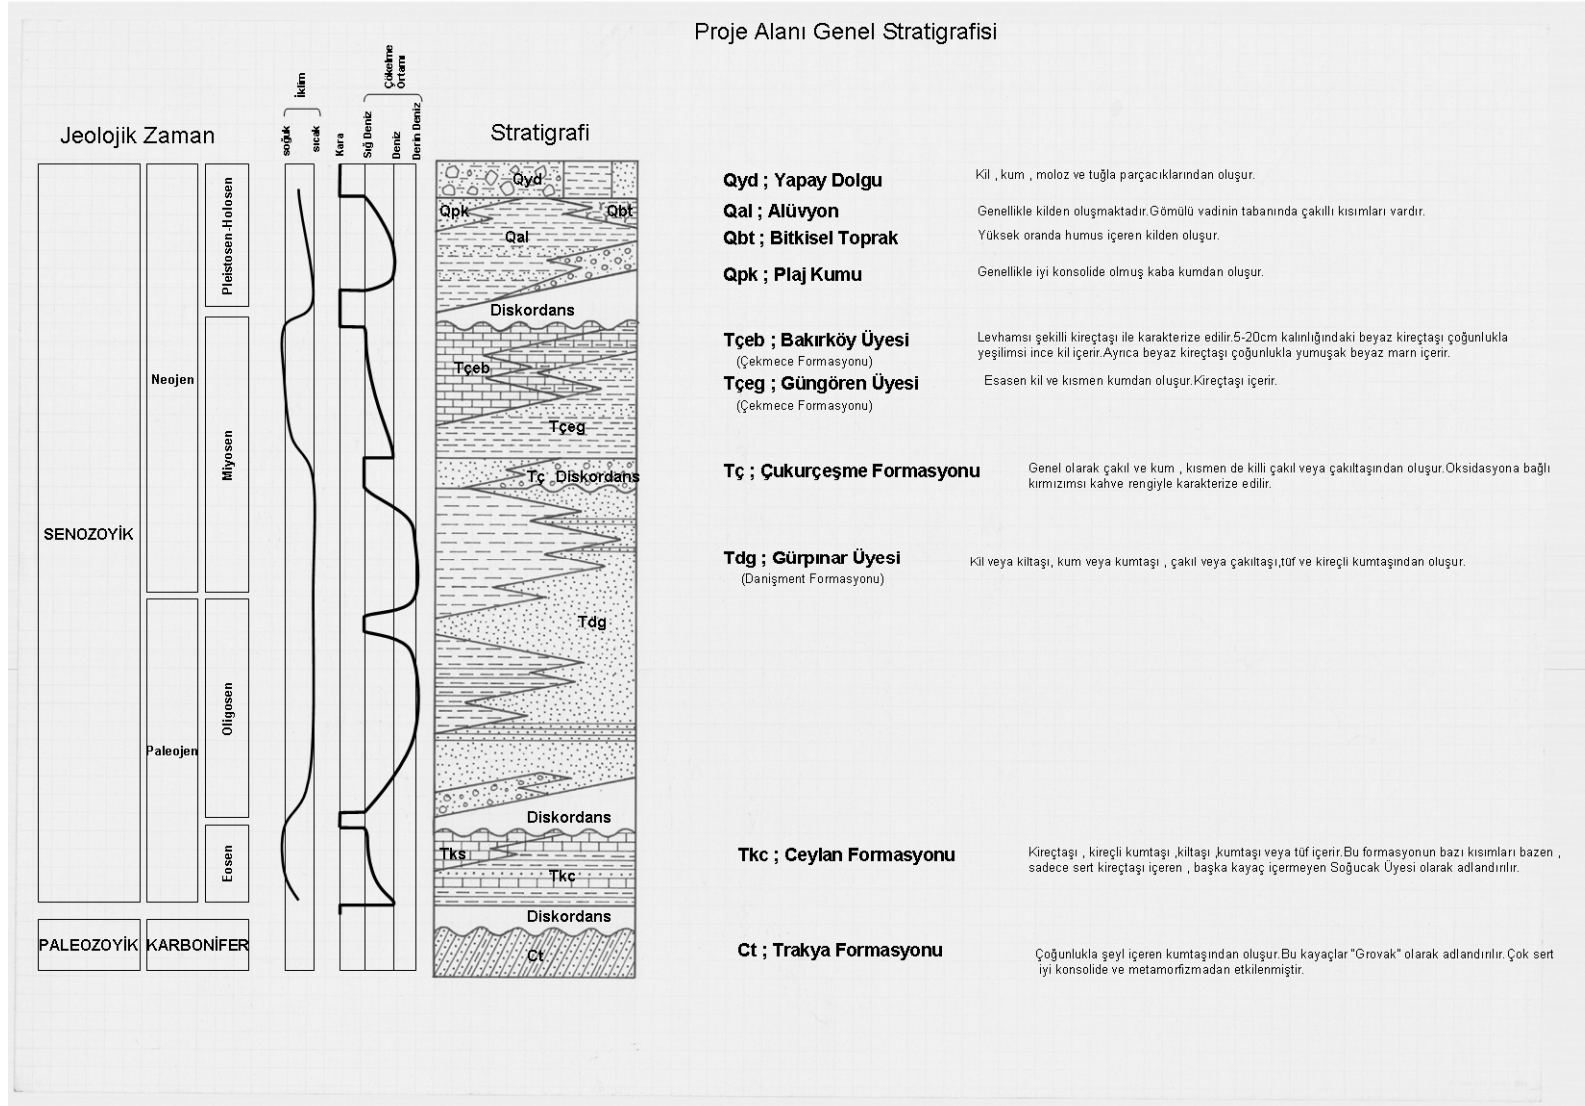 Proje Alanı Genel Stratigrafisi
İklim
Çökelme
Ortamı
soğuk
sıcak
Kara
Sığ Deniz
Deniz
Derin Deniz
Jeolojik Zaman
Stratigrafi
SENOZOYİK
Neojen
Paleojen
Pleistosen-Holosen
Miyosen
Oligosen
Eosen
PALEOZOYİK
KARBONİFER
Qyd
Qpk
Qbt
Qal
Diskordans
Tçeb
Tçeg
Tç Diskordans
Tdg
Diskordans
Tks
Tkc
Diskordans
Ct
Qyd ; Yapay Dolgu
Kil , kum , moloz ve tuğla parçacıklarından oluşur.
Qal ; Alüvyon
Genellikle kilden oluşmaktadır.Gömülü vadinin tabanında çakıllı kısımları vardır.
Qbt ; Bitkisel Toprak
Yüksek oranda humus içeren kilden oluşur.
Qpk ; Plaj Kumu
Genellikle iyi konsolide olmuş kaba kumdan oluşur.
Tçeb ; Bakırköy Üyesi
(Çekmece Formasyonu)
Levhamsı şekilli kireçtaşı ile karakterize edilir.5-20cm kalınlığındaki beyaz kireçtaşı çoğunlukla
yeşilimsi ince kil içerir.Ayrıca beyaz kireçtaşı çoğunlukla yumuşak beyaz marn içerir.
Tçeg ; Güngören Üyesi
(Çekmece Formasyonu)
Esasen kil ve kısmen kumdan oluşur.Kireçtaşı içerir.
Tç ; Çukurçeşme Formasyonu
Genel olarak çakıl ve kum , kısmen de killi çakıl veya çakıltaşından oluşur.Oksidasyona bağlı
kırmızımsı kahve rengiyle karakterize edilir.
Tdg ; Gürpınar Üyesi
(Danişment Formasyonu)
Kil veya kiltaşı, kum veya kumtaşı , çakıl veya çakıltaşı,tüf ve kireçli kumtaşından oluşur.
Tkc ; Ceylan Formasyonu
Kireçtaşı , kireçli kumtaşı ,kiltaşı ,kumtaşı veya tüf içerir.Bu formasyonun bazı kısımları bazen ,
sadece sert kireçtaşı içeren , başka kayaç içermeyen Soğucak Üyesi olarak adlandırılır.
Ct ; Trakya Formasyonu
Çoğunlukla şeyl içeren kumtaşından oluşur.Bu kayaçlar "Grovak" olarak adlandırılır.Çok sert
iyi konsolide ve metamorfizmadan etkilenmiştir.